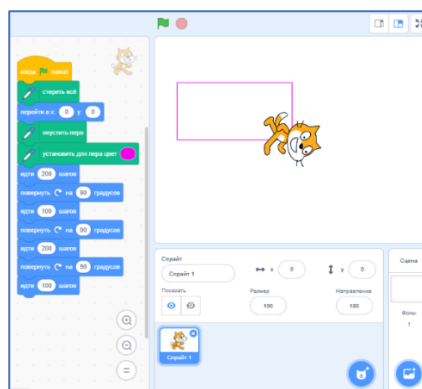 когда нажат
стереть всё
перейти в x: 0 y: 0
опустить перо
установить для пера цвет
идти 200 шагов
повернуть на 90 градусов
идти 100 шагов
повернуть на 90 градусов
идти 200 шагов
повернуть на 90 градусов
идти 100 шагов
Спрайт
Спрайт 1
x 0
y 0
Показать
Размер
100
Направление
180
Спрайт 1
Сцена
Фоны
1